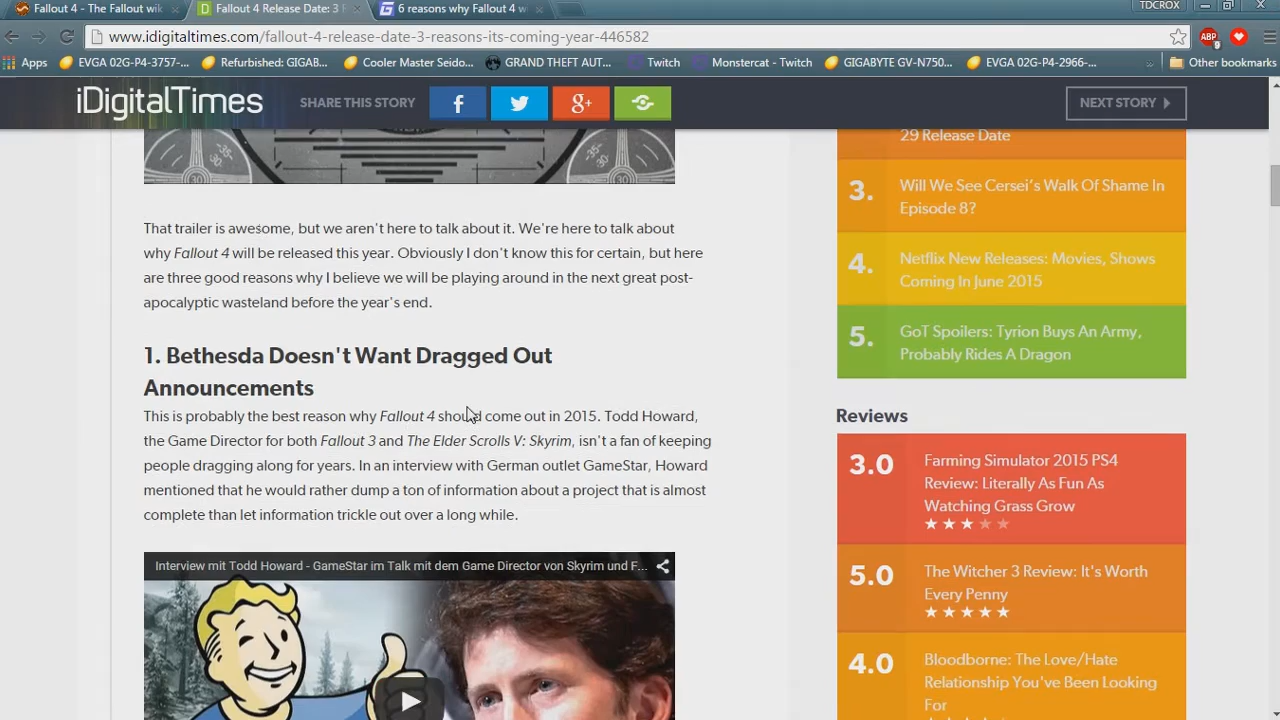 Fallout 4 - The Fallout wi
Fallout 4 Release Date: 3 F
6 reasons why Fallout 4 w
TDCROX
www.idigitaltimes.com/fallout-4-release-date-3-reasons-its-coming-year-446582
ABP
9
Apps
EVGA 02G-P4-3757-...
Refurbished: GIGAB...
Cooler Master Seido...
GRAND THEFT AUT...
Twitch
Monstercat - Twitch
GIGABYTE GV-N750...
EVGA 02G-P4-2966-...
»
Other bookmarks
iDigitalTimes
SHARE THIS STORY
NEXT STORY
30
30
35
That trailer is awesome, but we aren't here to talk about it. We're here to talk about
why Fallout 4 will be released this year. Obviously I don't know this for certain, but here
are three good reasons why I believe we will be playing around in the next great post-
apocalyptic wasteland before the year's end.
1. Bethesda Doesn't Want Dragged Out
Announcements
This is probably the best reason why Fallout 4 should come out in 2015. Todd Howard,
the Game Director for both Fallout 3 and The Elder Scrolls V: Skyrim, isn't a fan of keeping
people dragging along for years. In an interview with German outlet GameStar, Howard
mentioned that he would rather dump a ton of information about a project that is almost
complete than let information trickle out over a long while.
Interview mit Todd Howard - GameStar im Talk mit dem Game Director von Skyrim und F...
29 Release Date
3.
Will We See Cersei's Walk Of Shame In
Episode 8?
4.
Netflix New Releases: Movies, Shows
Coming In June 2015
5.
GoT Spoilers: Tyrion Buys An Army,
Probably Rides A Dragon
Reviews
3.0
Farming Simulator 2015 PS4
Review: Literally As Fun As
Watching Grass Grow
5.0
The Witcher 3 Review: It's Worth
Every Penny
4.0
Bloodborne: The Love/Hate
Relationship You've Been Looking
For